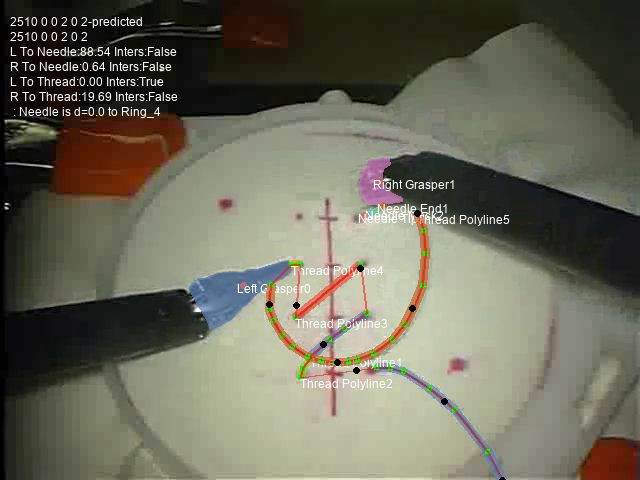 2510 0 0 2 0 2-predicted
2510 0 0 2 0 2
L To Needle:88.54 Inters:False
R To Needle:0.64 Inters:False
L To Thread:0.00 Inters:True
R To Thread:19.69 Inters:False
: Needle is d=0.0 to Ring_4
Right Grasper1
Needle End1
Thread Polyline5
Thread Polyline4
Left Grasper0
Thread Polyline3
Thread Polyline2